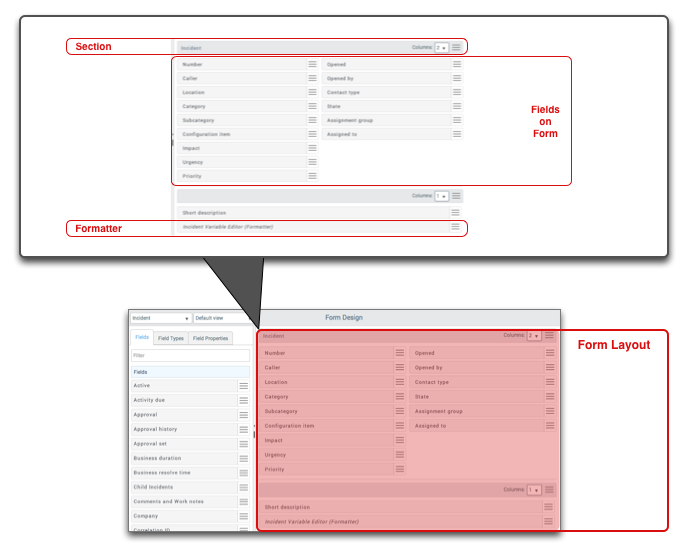 Section
Incident Columns: 2
Number Opened
Caller Opened by
Location Contact type
Category State
Subcategory Assignment group
Configuration item Assigned to
Impact
Urgency
Priority
Fields
on
Form
Columns: 1
Short description
Formatter Incident Variable Editor (Formatter)
Incident Default view Form Design
Fields Field Types Field Properties
Filter
Fields
Active
Activity due
Approval
Approval history
Approval set
Business duration
Business resolve time
Child Incidents
Comments and Work notes
Company
Correlation ID
Incident Columns: 2
Number Opened
Caller Opened by
Location Contact type
Category State
Subcategory Assignment group
Configuration item Assigned to
Impact
Urgency
Priority
Columns: 1
Short description
Incident Variable Editor (Formatter)
Form Layout